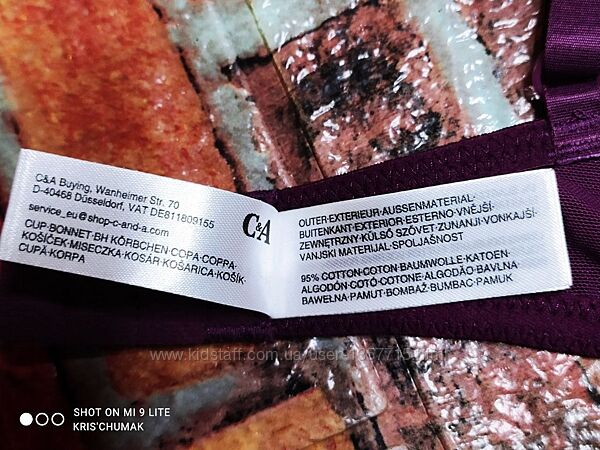 C&A Buying, Wanheimer Str. 70
D-40468 Düsseldorf, VAT DE811809155
service_eu@shop-c-and-a.com
CUP·BONNET·BH KÖRBCHEN·COPA·COPPA·
KOŠÍČEK·MISECZKA·KOSÁR·KOŠARICA·KOŠÍK·
CUPĂ·KORPA
C&A
OUTER·EXTERIEUR·AUSSENMATERIAL·
BUITENKANT·EXTERIOR·ESTERNO·VNĚJŠÍ·
ZEWNĘTRZNY·KÜLSŐ SZÖVET·ZUNANJI·VONKAJŠÍ·
VANJSKI MATERIJAL·SPOLJAŠNOST
95% COTTON·COTON·BAUMWOLLE·KATOEN·
ALGODÓN·COTÓ·COTONE·ALGODÃO·BAVLNA·
BAWEŁNA·PAMUT·BOMBAŽ·BUMBAC·PAMUK
SHOT ON MI 9 LITE
KRIS'CHUMAK